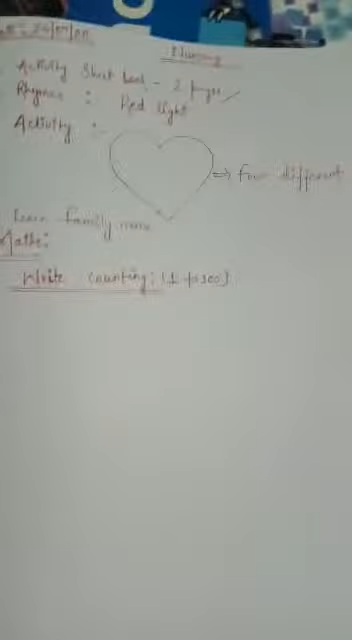 Nursery
Activity Sheet book - 2 pages
Rhymes : Red light
Activity :-
⇒ Four different
Learn Family name
Maths:
Write Counting: (1 to 100)